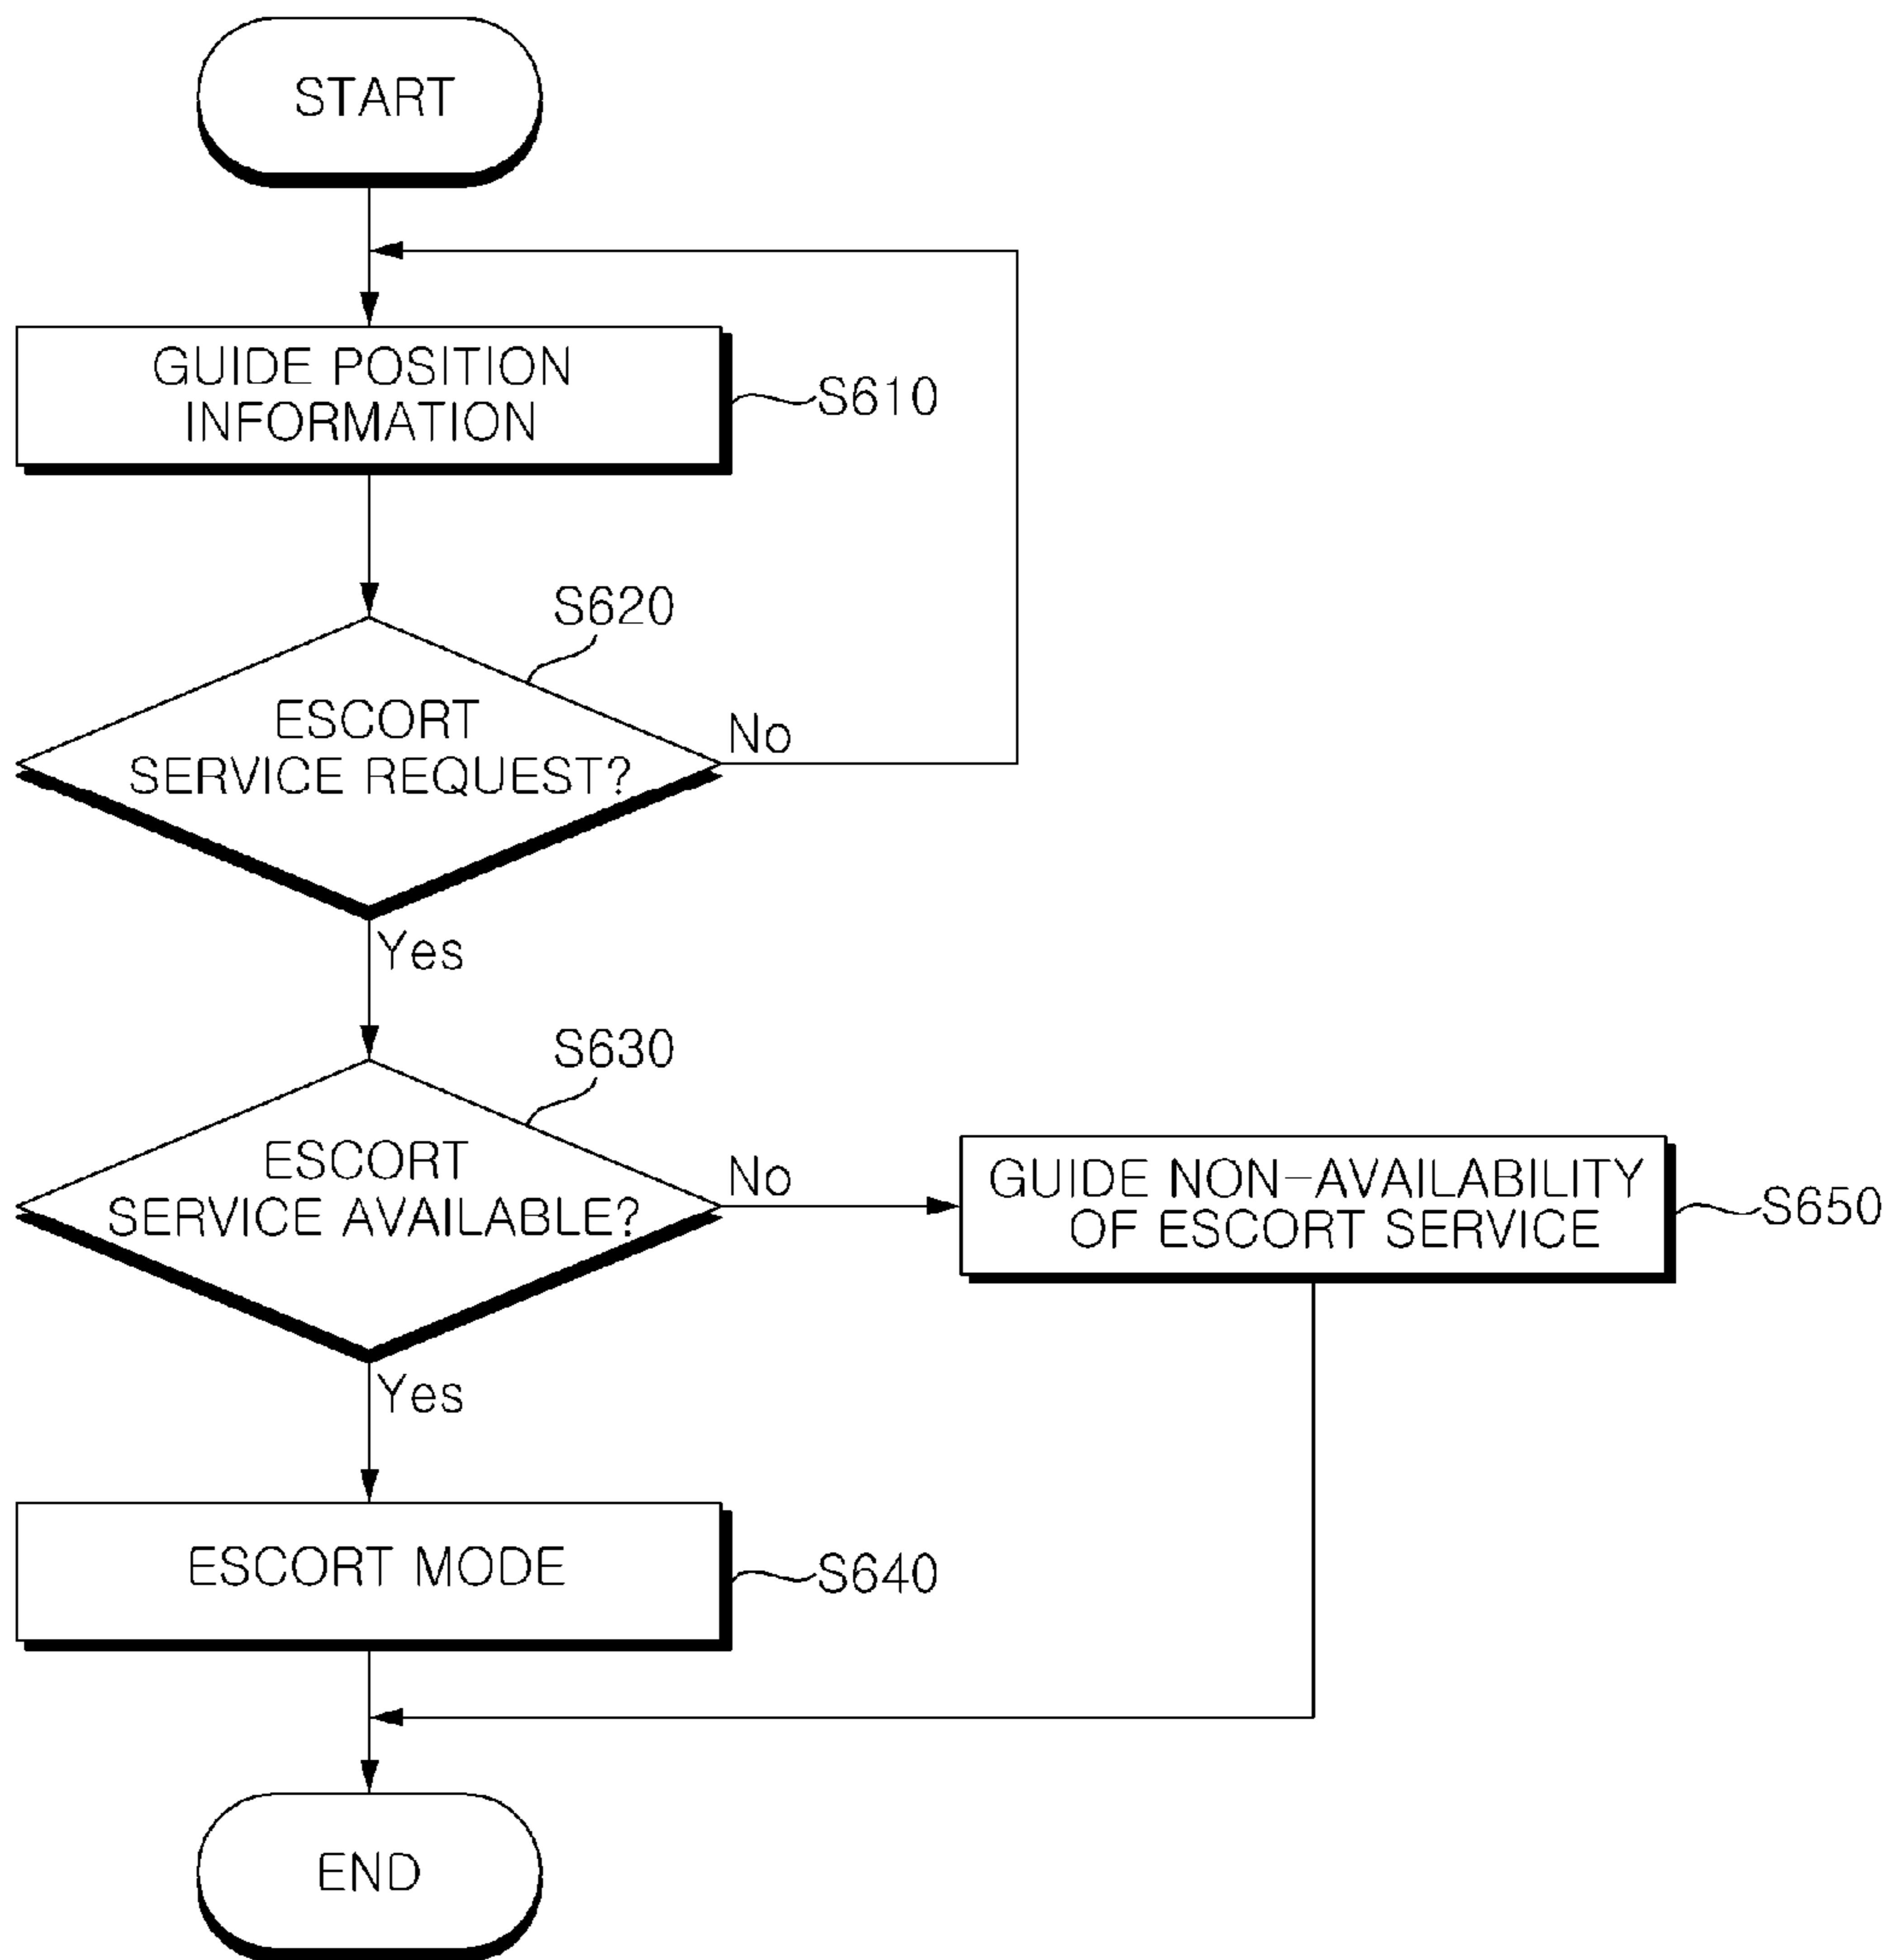 START
GUIDE POSITION
INFORMATION
S610
S620
ESCORT
SERVICE REQUEST?
No
Yes
S630
ESCORT
SERVICE AVAILABLE?
No
GUIDE NON-AVAILABILITY
OF ESCORT SERVICE
S650
Yes
ESCORT MODE
S640
END